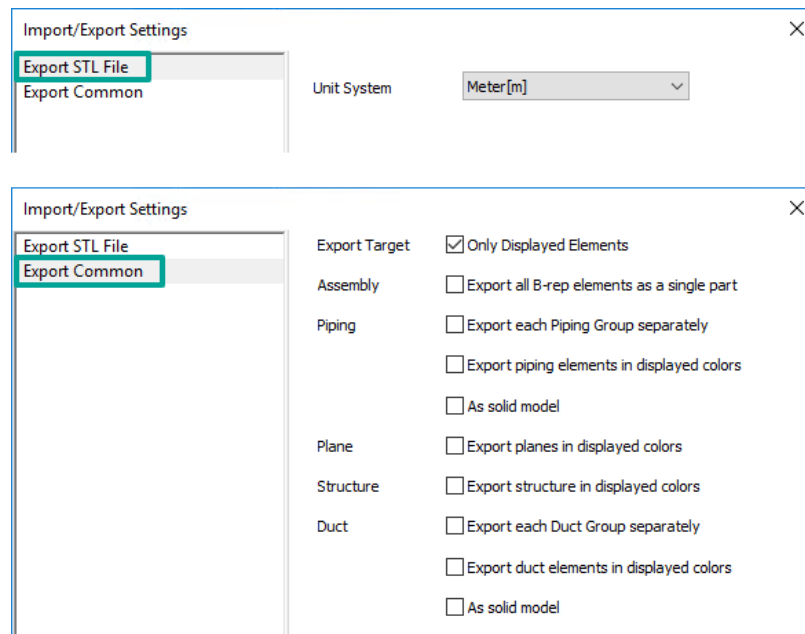 Import/Export Settings
Export STL File
Export Common
Unit System Meter[m]
Import/Export Settings
Export STL File
Export Common
Export Target Only Displayed Elements
Assembly Export all B-rep elements as a single part
Piping Export each Piping Group separately
Export piping elements in displayed colors
As solid model
Plane Export planes in displayed colors
Structure Export structure in displayed colors
Duct Export each Duct Group separately
Export duct elements in displayed colors
As solid model